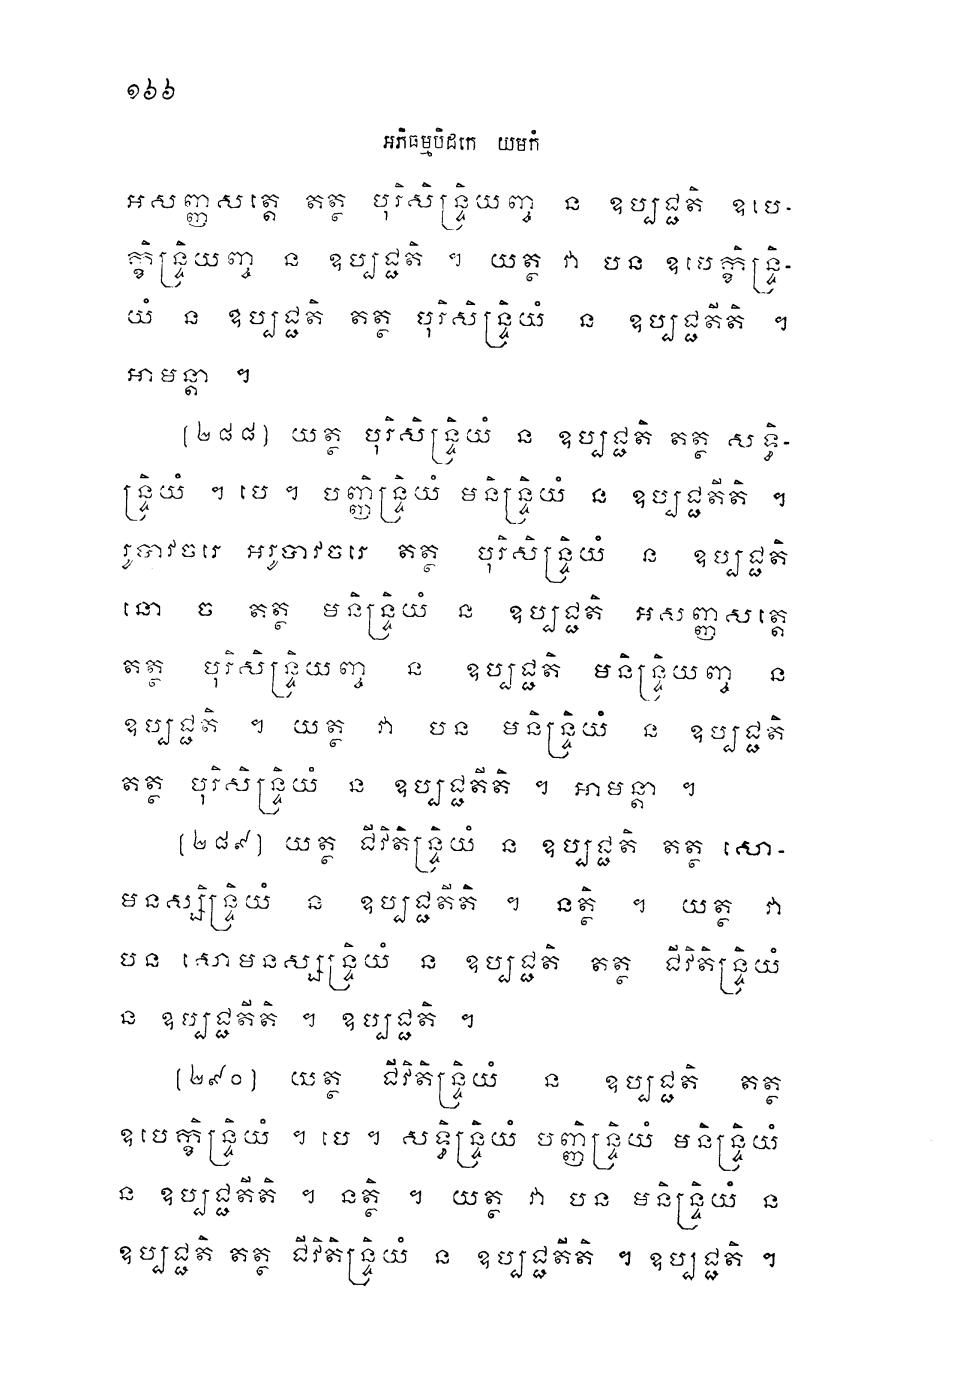 ១៦៦
អភិធម្មបិដកេ យមកំ
អសញ្ញសត្តេ តត្ថ បុរិសិន្ទ្រិយញ្ច ន ឧប្បជ្ជតិ ឧបេ-
ក្ខិន្ទ្រិយញ្ច ន ឧប្បជ្ជតិ ។ យត្ថ វា បន ឧបេក្ខិន្ទ្រិ-
យំ ន ឧប្បជ្ជតិ តត្ថ បុរិសិន្ទ្រិយំ ន ឧប្បជ្ជតីតិ ។
អាមន្តា ។
(២៨៨) យត្ថ បុរិសិន្ទ្រិយំ ន ឧប្បជ្ជតិ តត្ថ សទ្ធិ-
ន្ទ្រិយំ ។ បេ ។ បញ្ញិន្ទ្រិយំ មនិន្ទ្រិយំ ន ឧប្បជ្ជតីតិ ។
រូបាវចរេ អរូបាវចរេ តត្ថ បុរិសិន្ទ្រិយំ ន ឧប្បជ្ជតិ
នោ ច តត្ថ មនិន្ទ្រិយំ ន ឧប្បជ្ជតិ អសញ្ញសត្តេ
តត្ថ បុរិសិន្ទ្រិយញ្ច ន ឧប្បជ្ជតិ មនិន្ទ្រិយញ្ច ន
ឧប្បជ្ជតិ ។ យត្ថ វា បន មនិន្ទ្រិយំ ន ឧប្បជ្ជតិ
តត្ថ បុរិសិន្ទ្រិយំ ន ឧប្បជ្ជតីតិ ។ អាមន្តា ។
(២៨៩) យត្ថ ជីវិតិន្ទ្រិយំ ន ឧប្បជ្ជតិ តត្ថ សោ-
មនស្សិន្ទ្រិយំ ន ឧប្បជ្ជតីតិ ។ នត្ថិ ។ យត្ថ វា
បន សោមនស្សន្ទ្រិយំ ន ឧប្បជ្ជតិ តត្ថ ជីវិតិន្ទ្រិយំ
ន ឧប្បជ្ជតីតិ ។ ឧប្បជ្ជតិ ។
(២៩០) យត្ថ ជីវិតិន្ទ្រិយំ ន ឧប្បជ្ជតិ តត្ថ
ឧបេក្ខិន្ទ្រិយំ ។ បេ ។ សទ្ធិន្ទ្រិយំ បញ្ញិន្ទ្រិយំ មនិន្ទ្រិយំ
ន ឧប្បជ្ជតីតិ ។ នត្ថិ ។ យត្ថ វា បន មនិន្ទ្រិយំ ន
ឧប្បជ្ជតិ តត្ថ ជីវិតិន្ទ្រិយំ ន ឧប្បជ្ជតីតិ ។ ឧប្បជ្ជតិ ។